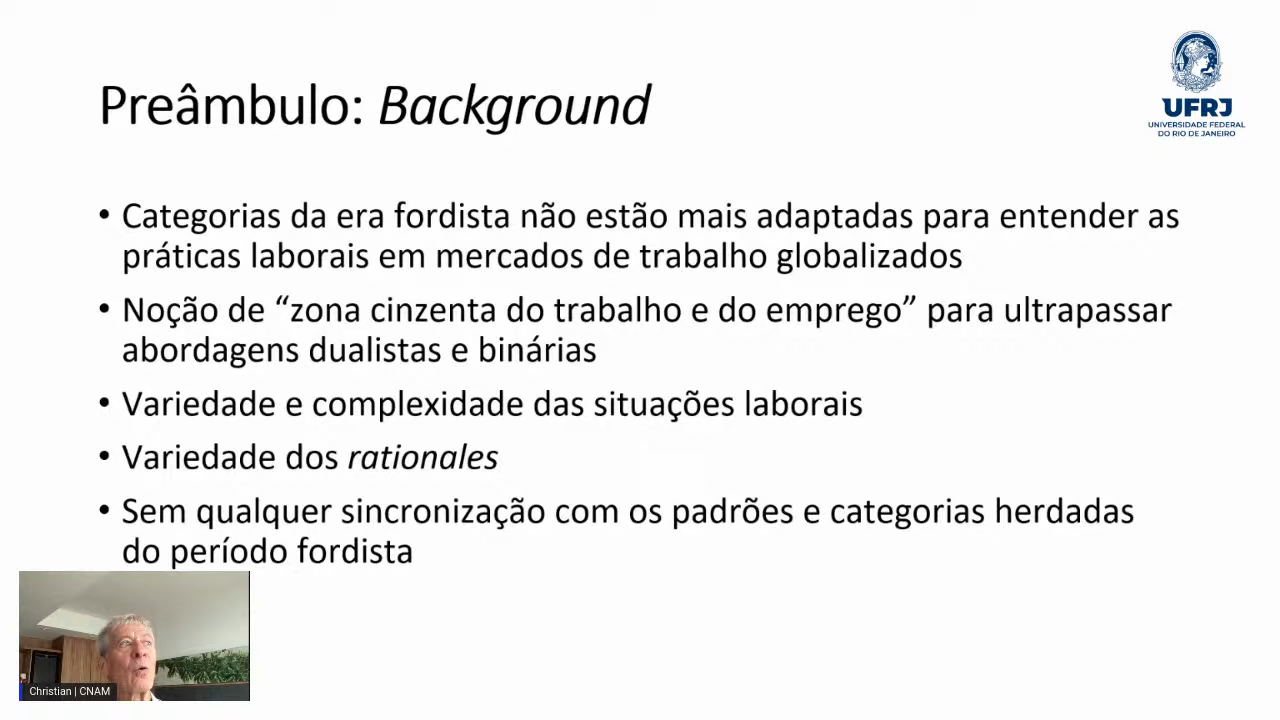 Preâmbulo: Background
UFRJ
UNIVERSIDADE FEDERAL
DO RIO DE JANEIRO
• Categorias da era fordista não estão mais adaptadas para entender as
práticas laborais em mercados de trabalho globalizados
• Noção de “zona cinzenta do trabalho e do emprego” para ultrapassar
abordagens dualistas e binárias
• Variedade e complexidade das situações laborais
• Variedade dos rationales
• Sem qualquer sincronização com os padrões e categorias herdadas
do período fordista
Christian | CNAM